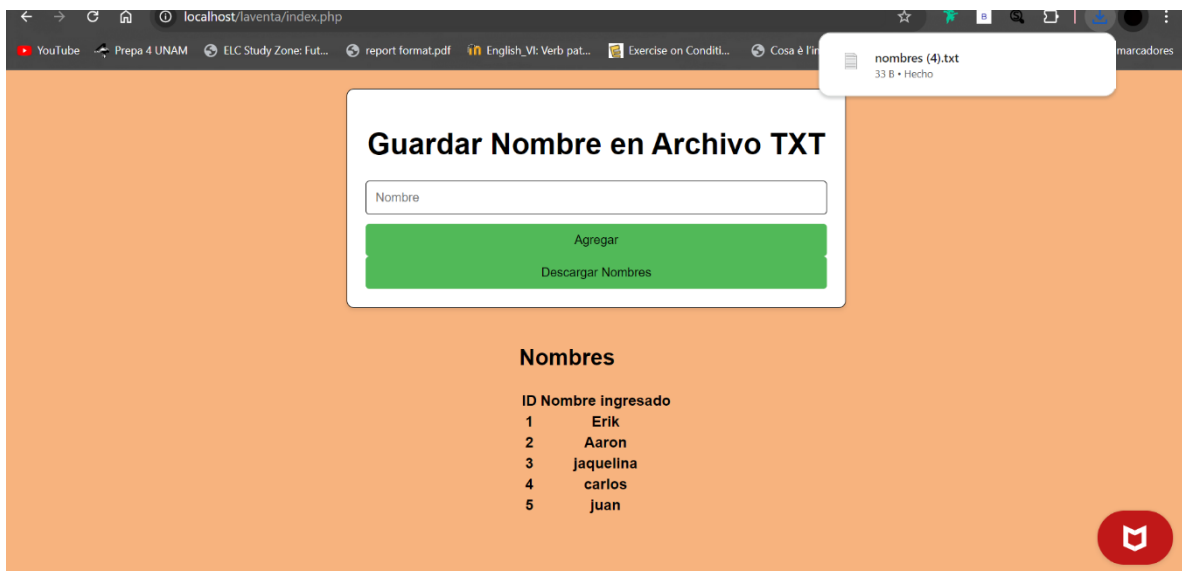 localhost/laventa/index.php
YouTube Prepa 4 UNAM ELC Study Zone: Fut... report format.pdf English_VI: Verb pat... Exercise on Conditi... Cosa è l'in marcadores
nombres (4).txt
33 B • Hecho
Guardar Nombre en Archivo TXT
Nombre
Agregar
Descargar Nombres
Nombres
ID Nombre ingresado
1 Erik
2 Aaron
3 jaquelina
4 carlos
5 juan